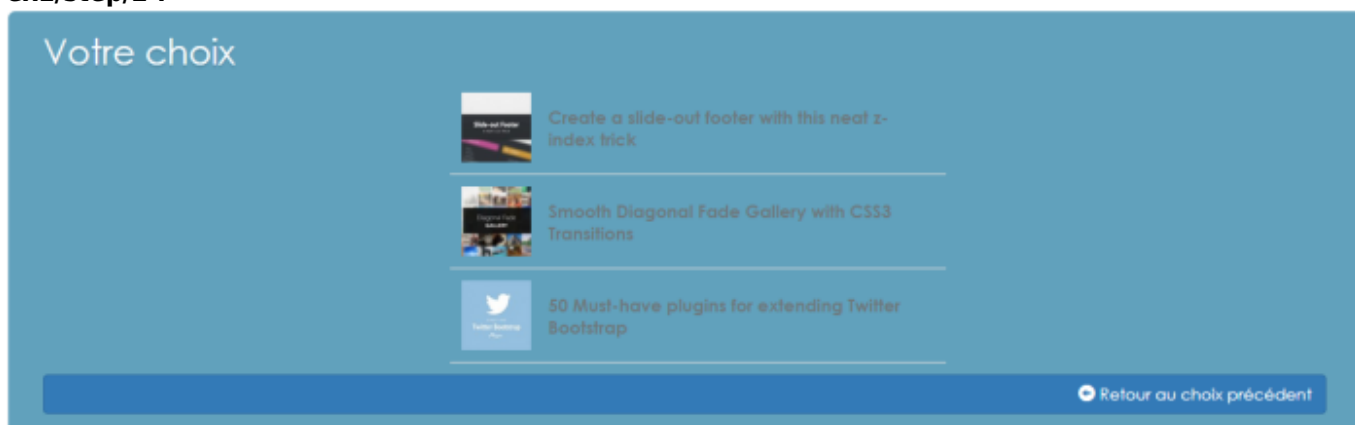 Votre choix
Slide-out Footer
Create a slide-out footer with this neat z-
index trick
Diagonal Fade
GALLERY
Smooth Diagonal Fade Gallery with CSS3
Transitions
Twitter Bootstrap
50 Must-have plugins for extending Twitter
Bootstrap
Retour au choix précédent